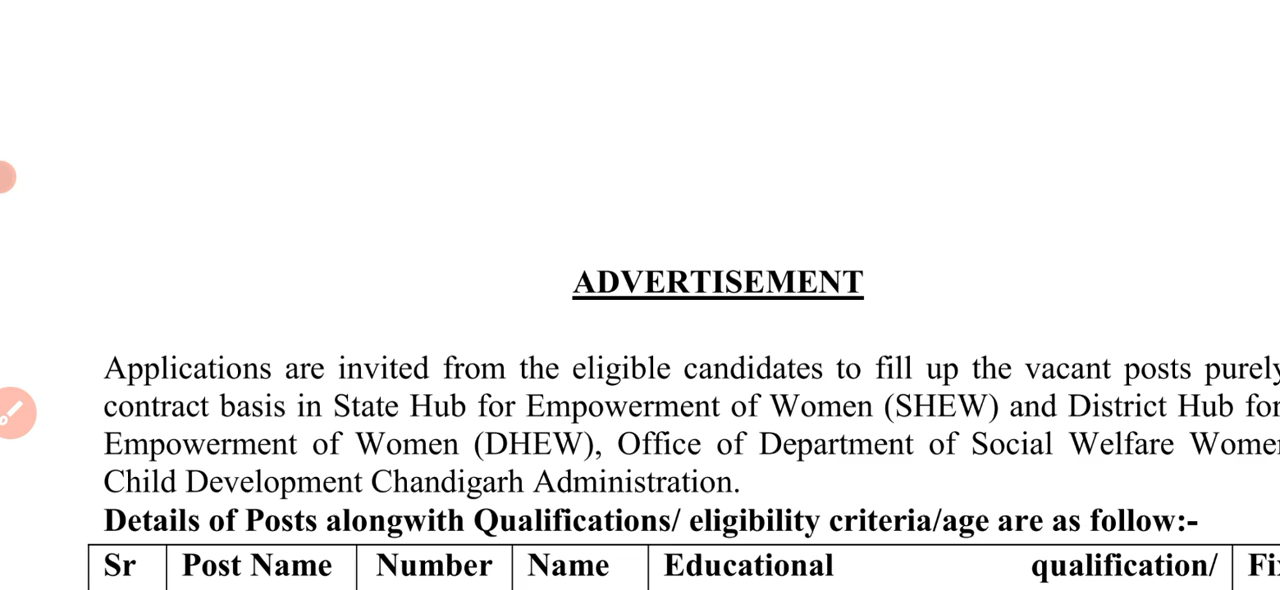 ADVERTISEMENT
Applications are invited from the eligible candidates to fill up the vacant posts purely
contract basis in State Hub for Empowerment of Women (SHEW) and District Hub for
Empowerment of Women (DHEW), Office of Department of Social Welfare Women
Child Development Chandigarh Administration.
Details of Posts alongwith Qualifications/ eligibility criteria/age are as follow:-
Sr Post Name Number Name Educational qualification/